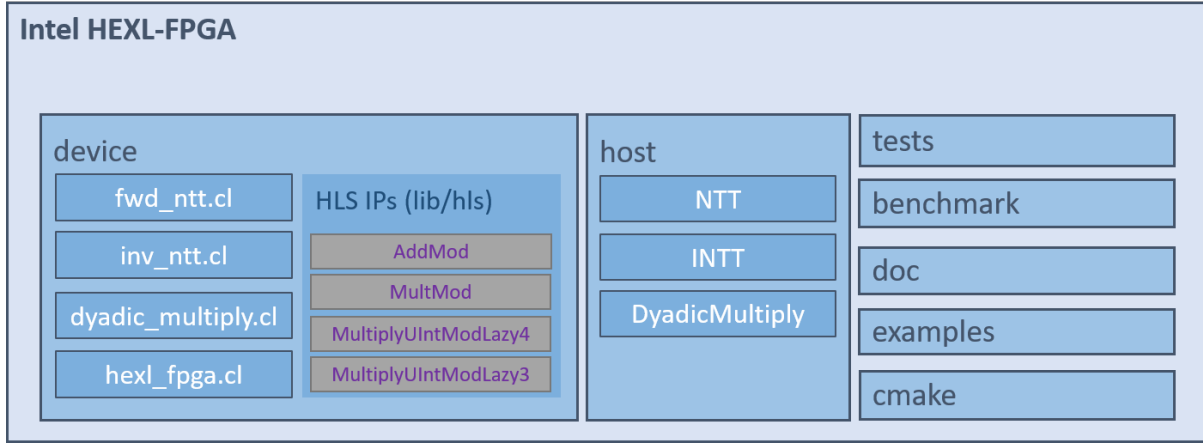 Intel HEXL-FPGA
device
fwd_ntt.cl
inv_ntt.cl
dyadic_multiply.cl
hexl_fpga.cl
HLS IPs (lib/hls)
AddMod
MultMod
MultiplyUIntModLazy4
MultiplyUIntModLazy3
host
NTT
INTT
DyadicMultiply
tests
benchmark
doc
examples
cmake